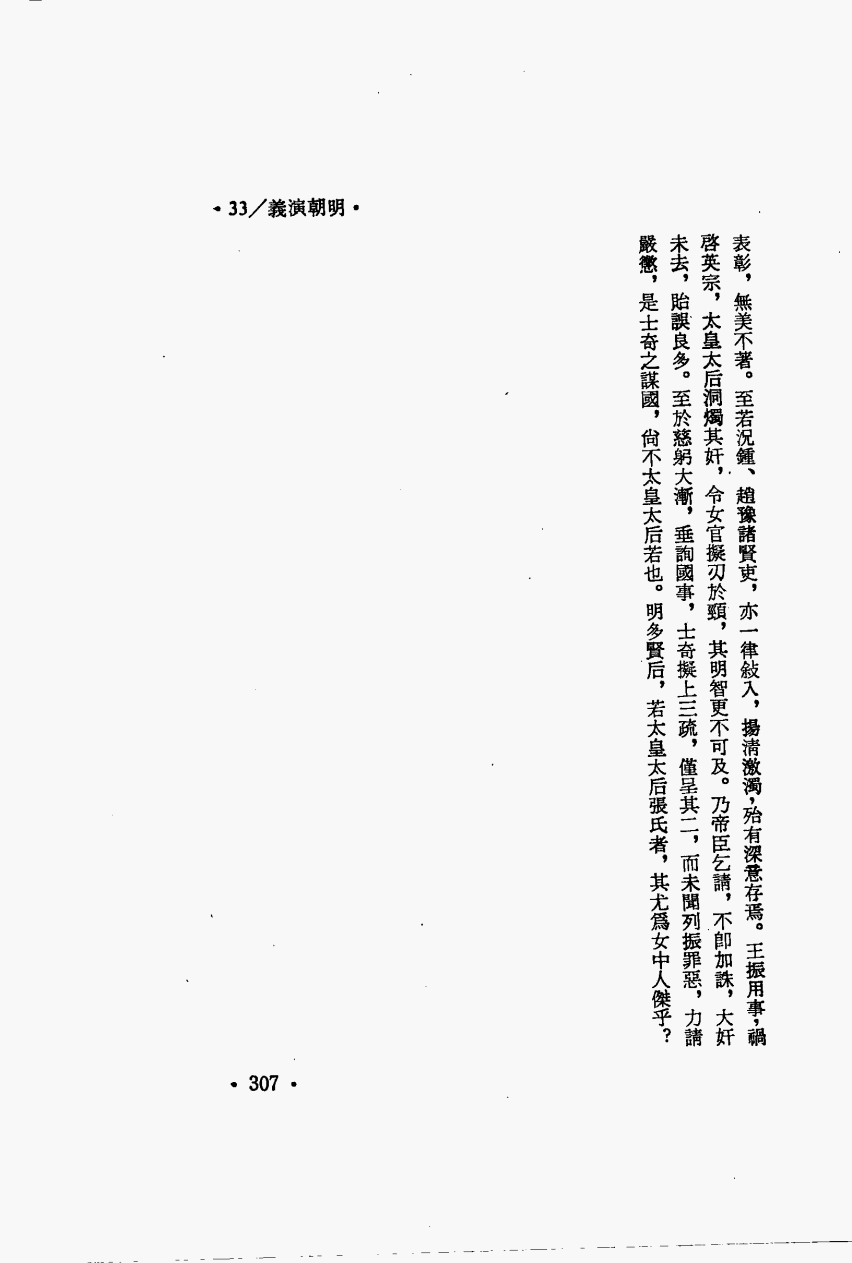 • 33／義演朝明 •
表彰，無美不著。至若況鍾、趙豫諸賢吏，亦一律敍入，揚清激濁，殆有深意存焉。王振用事，禍
啓英宗，太皇太后洞燭其奸，令女官擬刃於頸，其明智更不可及。乃帝臣乞請，不卽加誅，大奸
未去，貽誤良多。至於慈躬大漸，垂詢國事，士奇擬上三疏，僅呈其二，而未聞列振罪惡，力請
嚴懲，是士奇之謀國，尙不太皇太后若也。明多賢后，若太皇太后張氏者，其尤爲女中人傑乎？
• 307 •